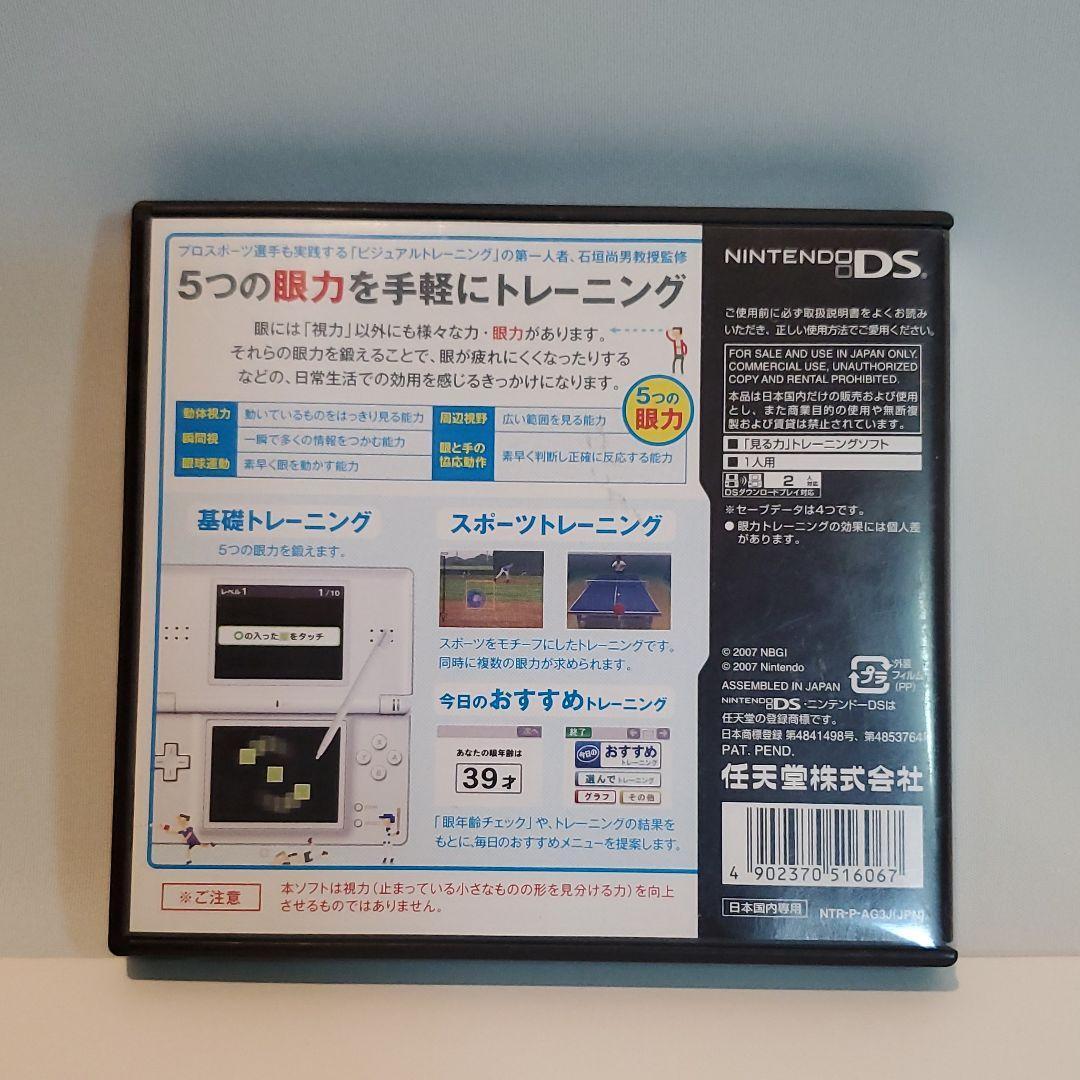 プロスポーツ選手も実践する「ビジュアルトレーニング」の第一人者、石垣尚男教授監修
5つの眼力を手軽にトレーニング
眼には「視力」以外にも様々な力・眼力があります。
それらの眼力を鍛えることで、眼が疲れにくくなったりする
などの、日常生活での効用を感じるきっかけになります。
5つの
眼力
動体視力 動いているものをはっきり見る能力
瞬間視 一瞬で多くの情報をつかむ能力
眼球運動 素早く眼を動かす能力
周辺視野 広い範囲を見る能力
眼と手の
協応動作 素早く判断し正確に反応する能力
基礎トレーニング
5つの眼力を鍛えます。
レベル1 1/10
○の入った■をタッチ
スポーツトレーニング
スポーツをモチーフにしたトレーニングです。
同時に複数の眼力が求められます。
今日のおすすめトレーニング
次へ
あなたの眼年齢は
39才
終了
今日の おすすめ
トレーニング
選んでトレーニング
グラフ その他
「眼年齢チェック」や、トレーニングの結果を
もとに、毎日のおすすめメニューを提案します。
※ご注意
本ソフトは視力(止まっている小さなものの形を見分ける力)を向上
させるものではありません。
NINTENDO DS
ご使用前に必ず取扱説明書をよくお読み
いただき、正しい使用方法でご愛用ください。
FOR SALE AND USE IN JAPAN ONLY.
COMMERCIAL USE, UNAUTHORIZED
COPY AND RENTAL PROHIBITED.
本品は日本国内だけの販売および使用
とし、また商業目的の使用や無断複
製および賃貸は禁止されています。
■「見る力」トレーニングソフト
■ 1人用
2 人対応
DSダウンロードプレイ対応
※セーブデータは4つです。
●眼力トレーニングの効果には個人差
があります。
© 2007 NBGI
© 2007 Nintendo
ASSEMBLED IN JAPAN
プラ
外装
フィルム
(PP)
NINTENDO DS・ニンテンドーDSは
任天堂の登録商標です。
日本商標登録 第4841498号、第4853764
PAT. PEND.
任天堂株式会社
4 902370 516067
日本国内専用
NTR-P-AG3J(JPN)